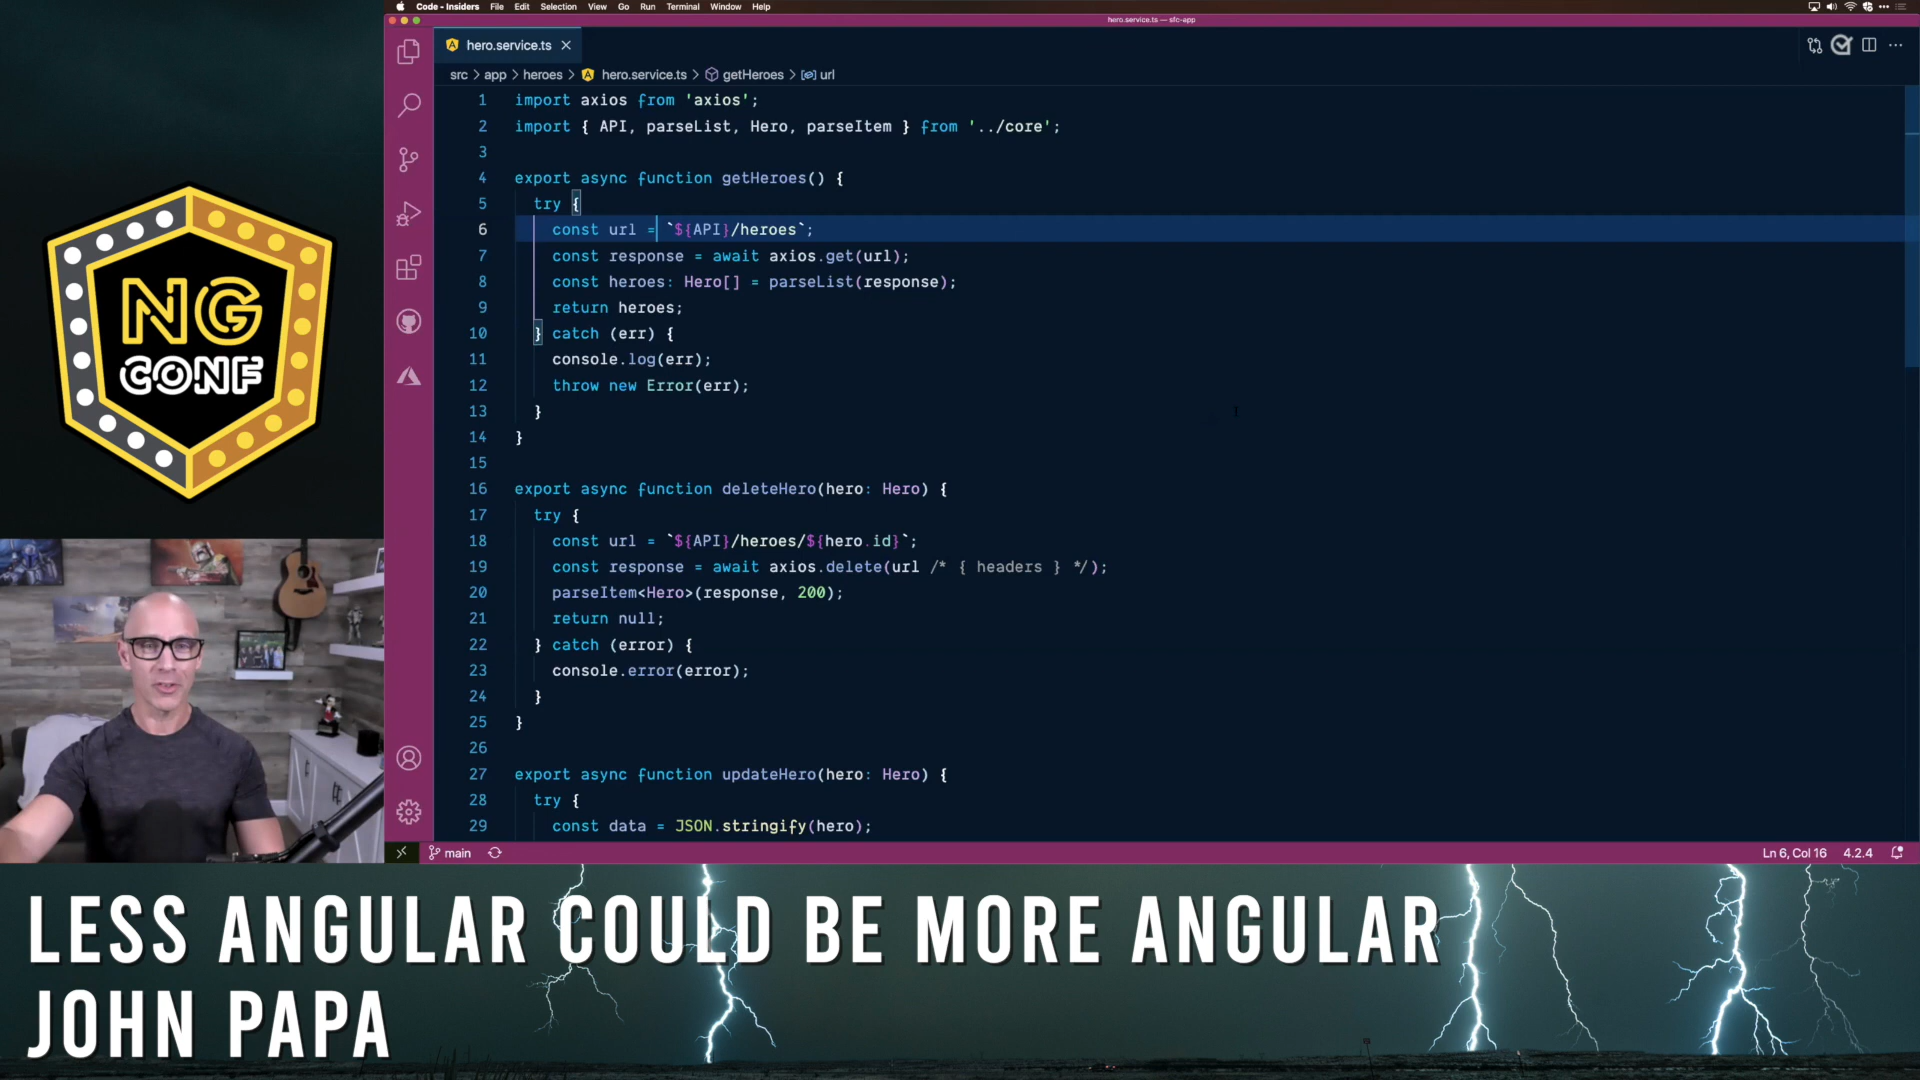 Code - Insiders File Edit Selection View Go Run Terminal Window Help
hero.service.ts — sfc-app
hero.service.ts
src > app > heroes > hero.service.ts > getHeroes > url
1 import axios from 'axios';
2 import { API, parseList, Hero, parseItem } from '../core';
3
4 export async function getHeroes() {
5 try {
6 const url = `${API}/heroes`;
7 const response = await axios.get(url);
8 const heroes: Hero[] = parseList(response);
9 return heroes;
10 } catch (err) {
11 console.log(err);
12 throw new Error(err);
13 }
14 }
15
16 export async function deleteHero(hero: Hero) {
17 try {
18 const url = `${API}/heroes/${hero.id}`;
19 const response = await axios.delete(url /* { headers } */);
20 parseItem<Hero>(response, 200);
21 return null;
22 } catch (error) {
23 console.error(error);
24 }
25 }
26
27 export async function updateHero(hero: Hero) {
28 try {
29 const data = JSON.stringify(hero);
main
Ln 6, Col 16 4.2.4
NG
CONF
LESS ANGULAR COULD BE MORE ANGULAR
JOHN PAPA